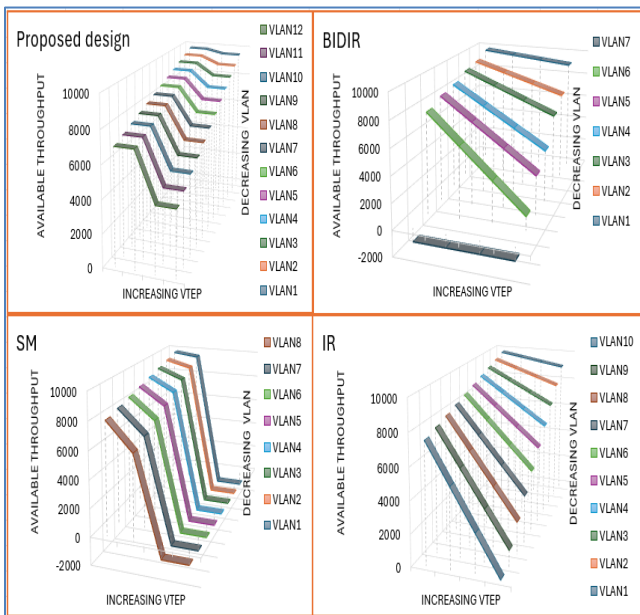 Proposed design
AVAILABLE THROUGHPUT
10000
8000
6000
4000
2000
0
INCREASING VTEP
DECREASING VLAN
VLAN12
VLAN11
VLAN10
VLAN9
VLAN8
VLAN7
VLAN6
VLAN5
VLAN4
VLAN3
VLAN2
VLAN1
BIDIR
AVAILABLE THROUGHPUT
10000
8000
6000
4000
2000
0
-2000
INCREASING VTEP
DECREASING VLAN
VLAN7
VLAN6
VLAN5
VLAN4
VLAN3
VLAN2
VLAN1
SM
AVAILABLE THROUGHPUT
10000
8000
6000
4000
2000
0
-2000
INCREASING VTEP
DECREASING VLAN
VLAN8
VLAN7
VLAN6
VLAN5
VLAN4
VLAN3
VLAN2
VLAN1
IR
AVAILABLE THROUGHPUT
10000
8000
6000
4000
2000
0
INCREASING VTEP
DECREASING VLAN
VLAN10
VLAN9
VLAN8
VLAN7
VLAN6
VLAN5
VLAN4
VLAN3
VLAN2
VLAN1